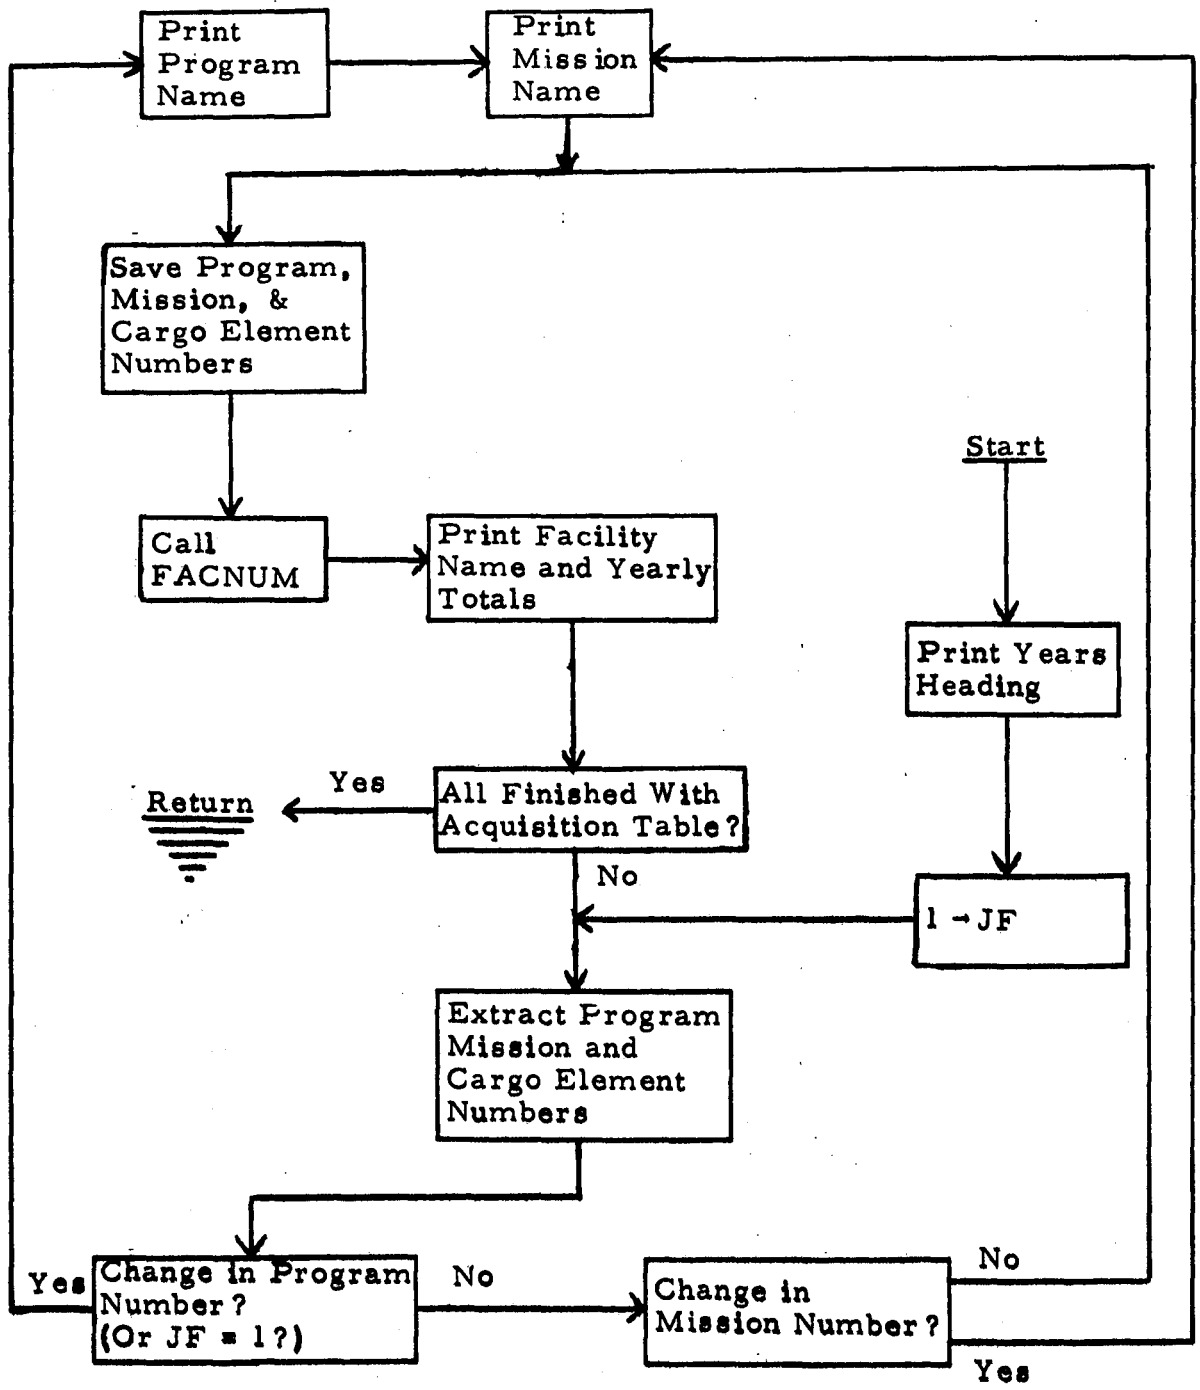 Print
Program
Name
Print
Mission
Name
Save Program,
Mission, &
Cargo Element
Numbers
Start
Call
FACNUM
Print Facility
Name and Yearly
Totals
Print Years
Heading
Return
Yes
All Finished With
Acquisition Table?
No
1 → JF
Extract Program
Mission and
Cargo Element
Numbers
Yes
Change in Program
Number?
(Or JF = 1?)
No
Change in
Mission Number?
No
Yes